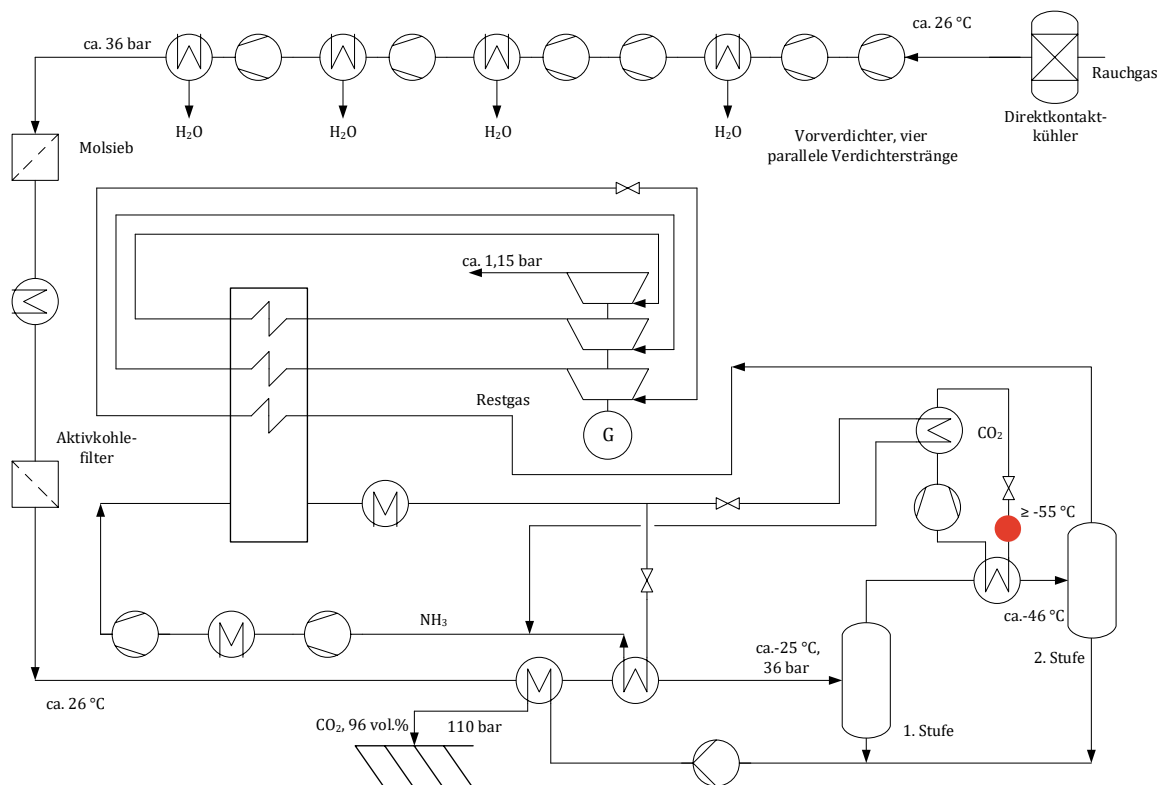 ca. 36 bar
ca. 26 °C
Rauchgas
H₂O
H₂O
H₂O
H₂O
Direktkontakt-
kühler
Vorverdichter, vier
parallele Verdichterstränge
Molsieb
ca. 1,15 bar
Restgas
G
CO₂
Aktivkohle-
filter
≥ -55 °C
NH₃
ca.-46 °C
ca.-25 °C,
36 bar
2. Stufe
ca. 26 °C
CO₂, 96 vol.%
110 bar
1. Stufe